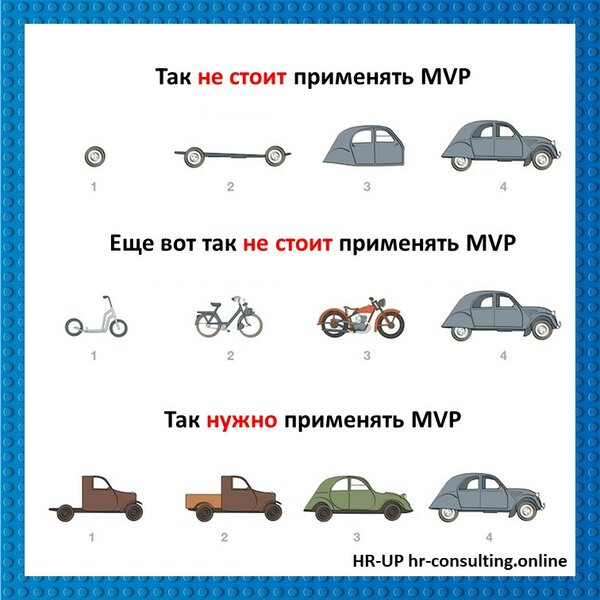 Так не стоит применять MVP
1 2 3 4
Еще вот так не стоит применять MVP
1 2 3 4
Так нужно применять MVP
1 2 3 4
HR-UP hr-consulting.online